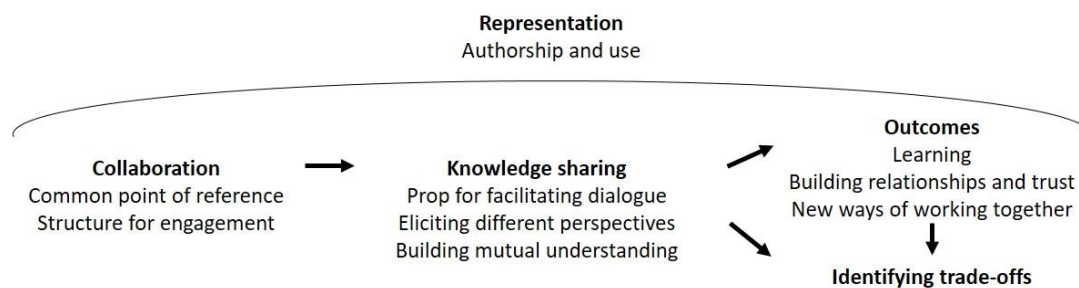 Representation
Authorship and use
Collaboration
Common point of reference
Structure for engagement
Knowledge sharing
Prop for facilitating dialogue
Eliciting different perspectives
Building mutual understanding
Outcomes
Learning
Building relationships and trust
New ways of working together
Identifying trade-offs